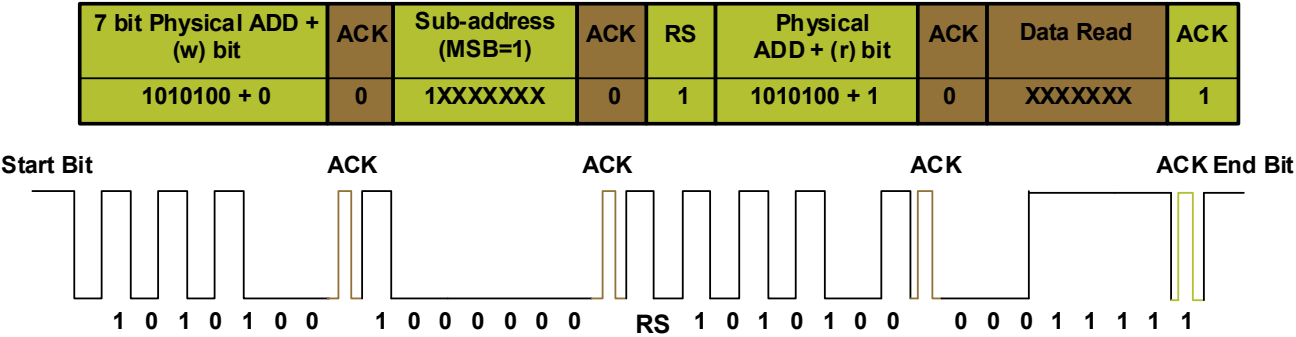 7 bit Physical ADD + (w) bit ACK Sub-address (MSB=1) ACK RS Physical ADD + (r) bit ACK Data Read ACK
1010100 + 0 0 1XXXXXXX 0 1 1010100 + 1 0 XXXXXXX 1
Start Bit ACK ACK ACK ACK End Bit
1 0 1 0 1 0 0 1 0 0 0 0 0 0 RS 1 0 1 0 1 0 0 0 0 0 1 1 1 1 1